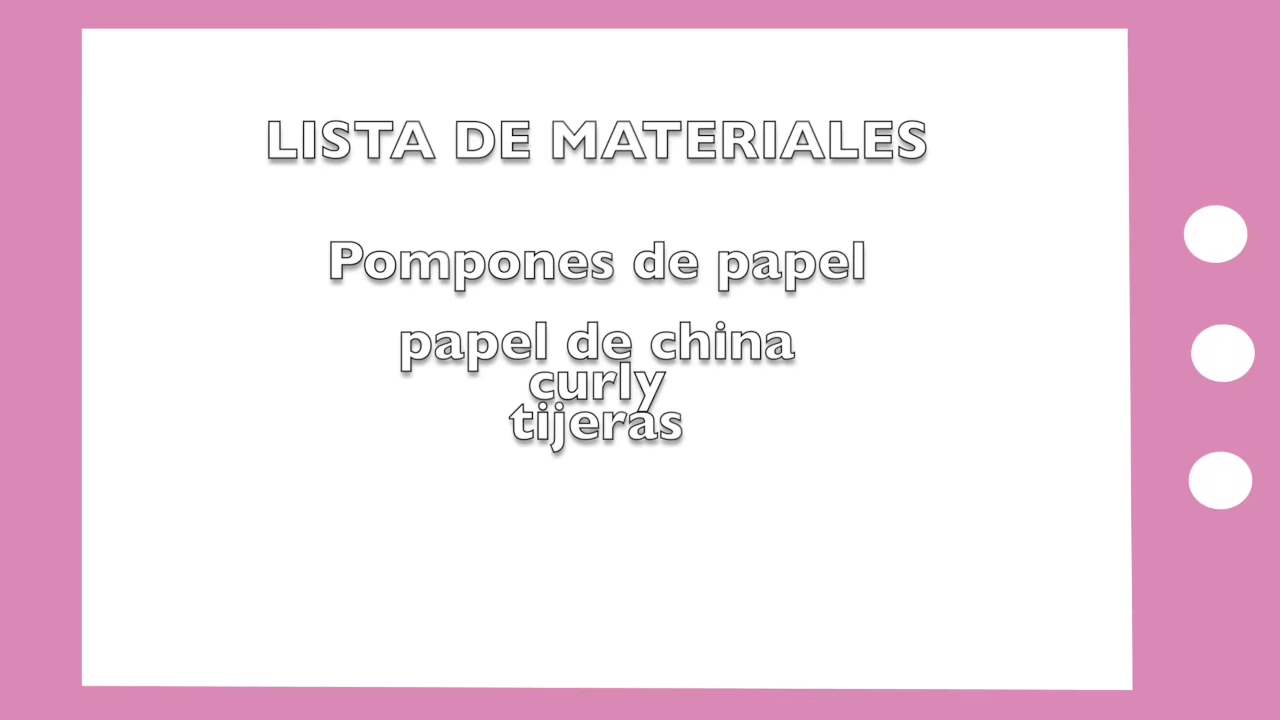 LISTA DE MATERIALES
Pompones de papel
papel de china
curly
tijeras